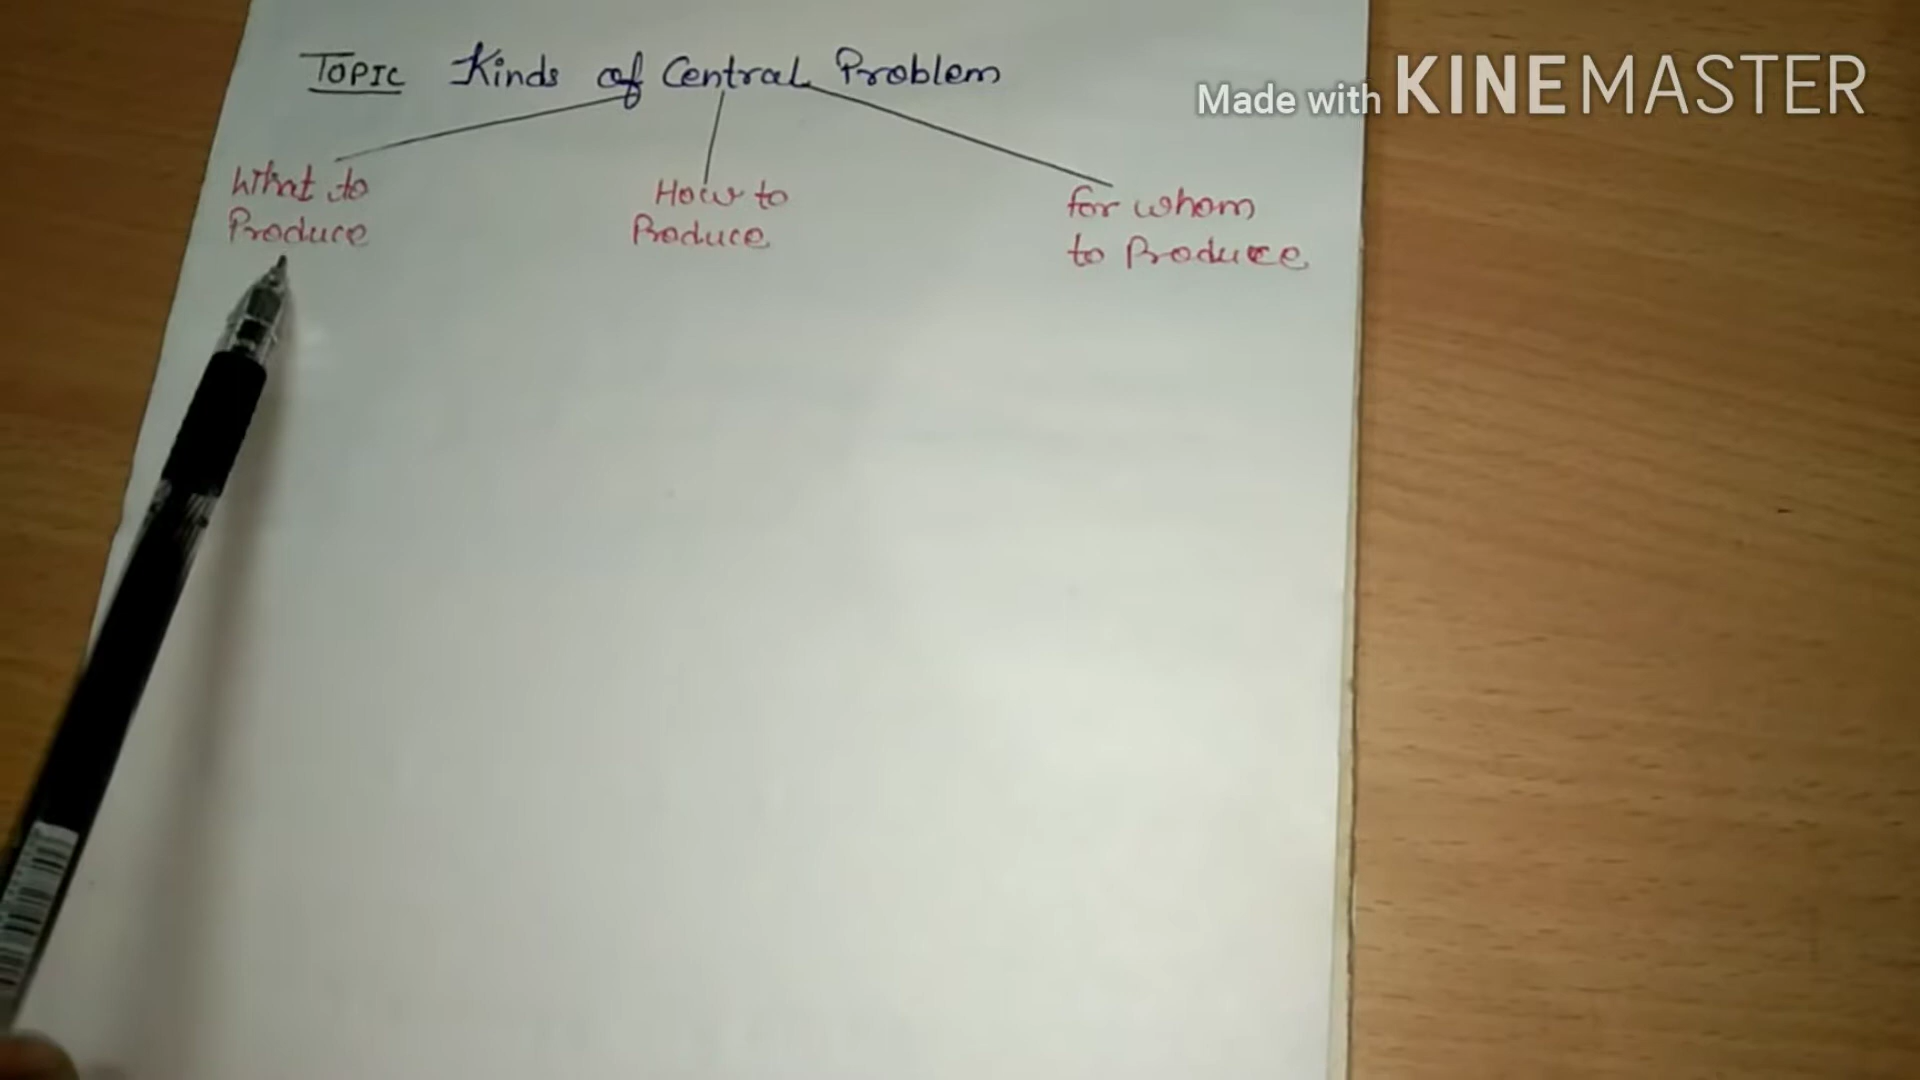 TOPIC Kinds of Central Problem
Made with KINEMASTER
What to
Produce
How to
Produce
for whom
to Produce